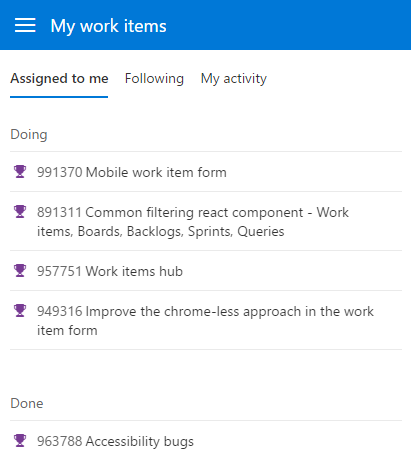 My work items
Assigned to me Following My activity
Doing
991370 Mobile work item form
891311 Common filtering react component - Work
items, Boards, Backlogs, Sprints, Queries
957751 Work items hub
949316 Improve the chrome-less approach in the work
item form
Done
963788 Accessibility bugs